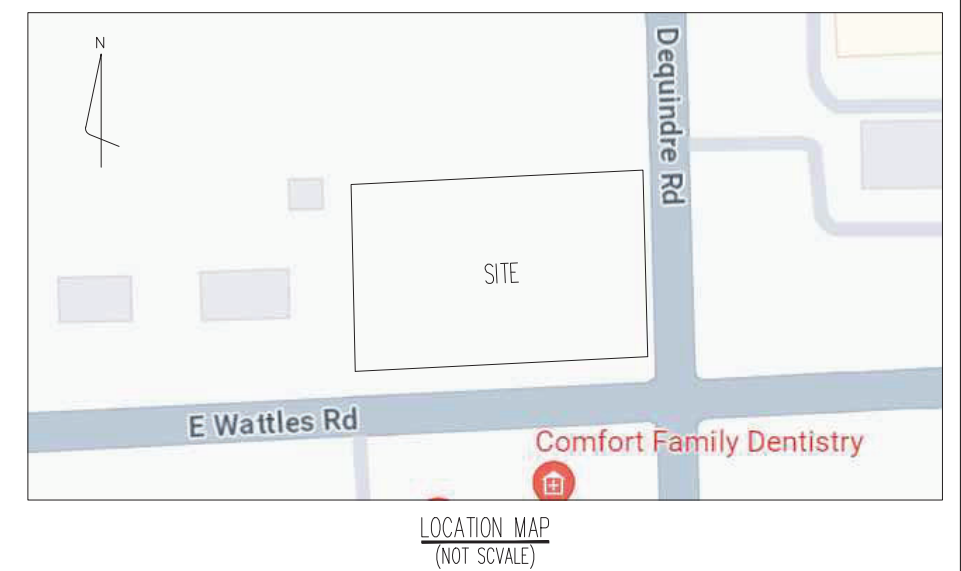 N
Dequindre Rd
SITE
E Wattles Rd
Comfort Family Dentistry
LOCATION MAP
(NOT SCVALE)